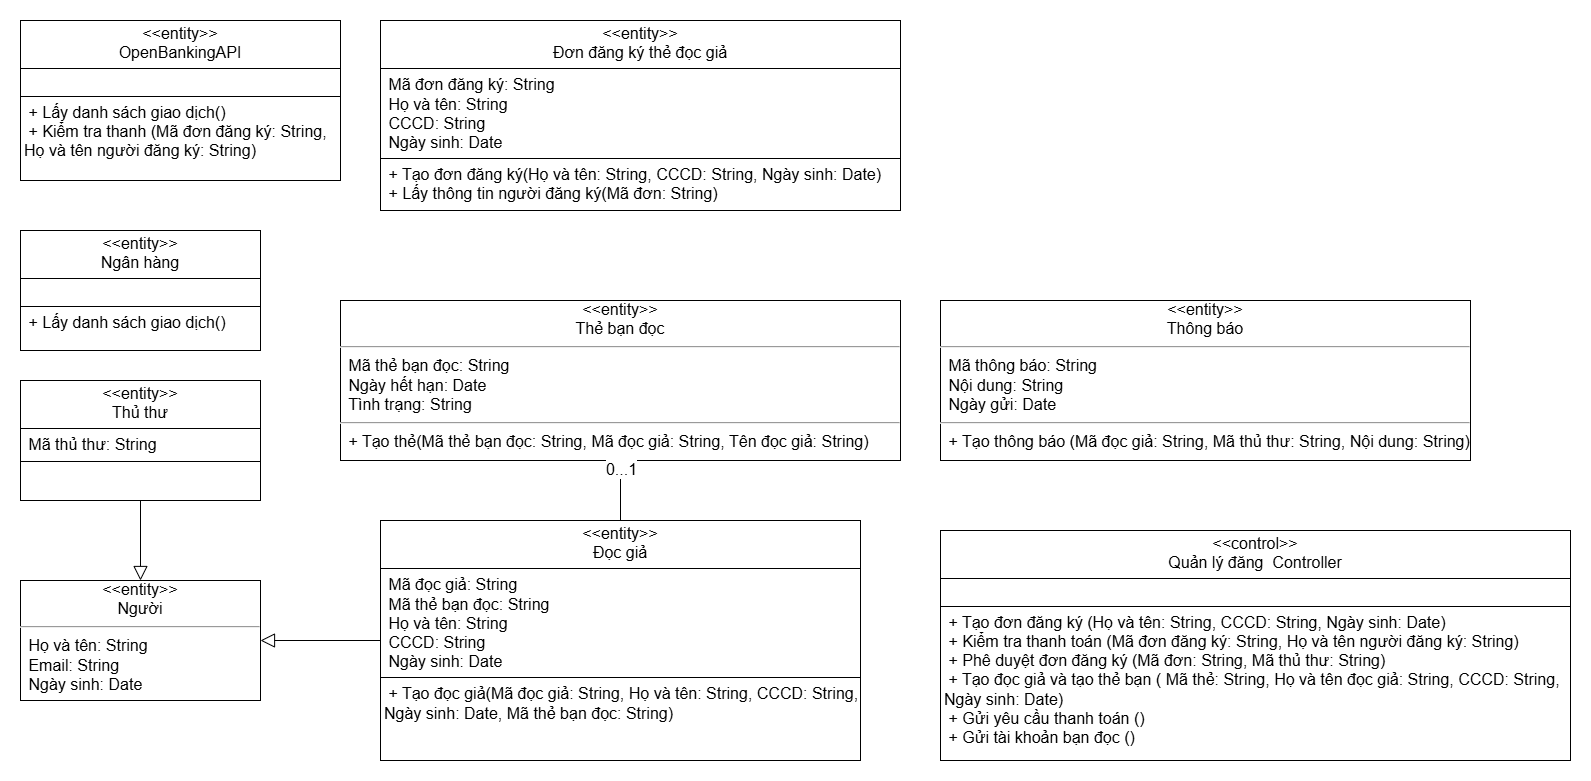 <<entity>>
OpenBankingAPI
+ Lấy danh sách giao dịch()
+ Kiểm tra thanh (Mã đơn đăng ký: String,
Họ và tên người đăng ký: String)
<<entity>>
Đơn đăng ký thẻ đọc giả
Mã đơn đăng ký: String
Họ và tên: String
CCCD: String
Ngày sinh: Date
+ Tạo đơn đăng ký(Họ và tên: String, CCCD: String, Ngày sinh: Date)
+ Lấy thông tin người đăng ký(Mã đơn: String)
<<entity>>
Ngân hàng
+ Lấy danh sách giao dịch()
<<entity>>
Thẻ bạn đọc
Mã thẻ bạn đọc: String
Ngày hết hạn: Date
Tình trạng: String
+ Tạo thẻ(Mã thẻ bạn đọc: String, Mã đọc giả: String, Tên đọc giả: String)
0...1
<<entity>>
Thông báo
Mã thông báo: String
Nội dung: String
Ngày gửi: Date
+ Tạo thông báo (Mã đọc giả: String, Mã thủ thư: String, Nội dung: String)
<<entity>>
Thủ thư
Mã thủ thư: String
<<entity>>
Người
Họ và tên: String
Email: String
Ngày sinh: Date
<<entity>>
Đọc giả
Mã đọc giả: String
Mã thẻ bạn đọc: String
Họ và tên: String
CCCD: String
Ngày sinh: Date
+ Tạo đọc giả(Mã đọc giả: String, Họ và tên: String, CCCD: String,
Ngày sinh: Date, Mã thẻ bạn đọc: String)
<<control>>
Quản lý đăng  Controller
+ Tạo đơn đăng ký (Họ và tên: String, CCCD: String, Ngày sinh: Date)
+ Kiểm tra thanh toán (Mã đơn đăng ký: String, Họ và tên người đăng ký: String)
+ Phê duyệt đơn đăng ký (Mã đơn: String, Mã thủ thư: String)
+ Tạo đọc giả và tạo thẻ bạn ( Mã thẻ: String, Họ và tên đọc giả: String, CCCD: String,
Ngày sinh: Date)
+ Gửi yêu cầu thanh toán ()
+ Gửi tài khoản bạn đọc ()